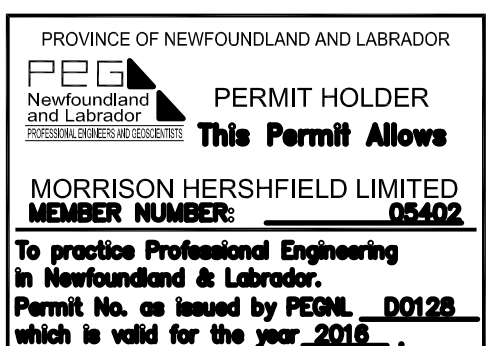 PROVINCE OF NEWFOUNDLAND AND LABRADOR
PEG
Newfoundland
and Labrador
PROFESSIONAL ENGINEERS AND GEOSCIENTISTS
PERMIT HOLDER
This Permit Allows
MORRISON HERSHFIELD LIMITED
MEMBER NUMBER: 05402
To practice Professional Engineering
in Newfoundland & Labrador.
Permit No. as issued by PEGNL D0128
which is valid for the year 2016 .